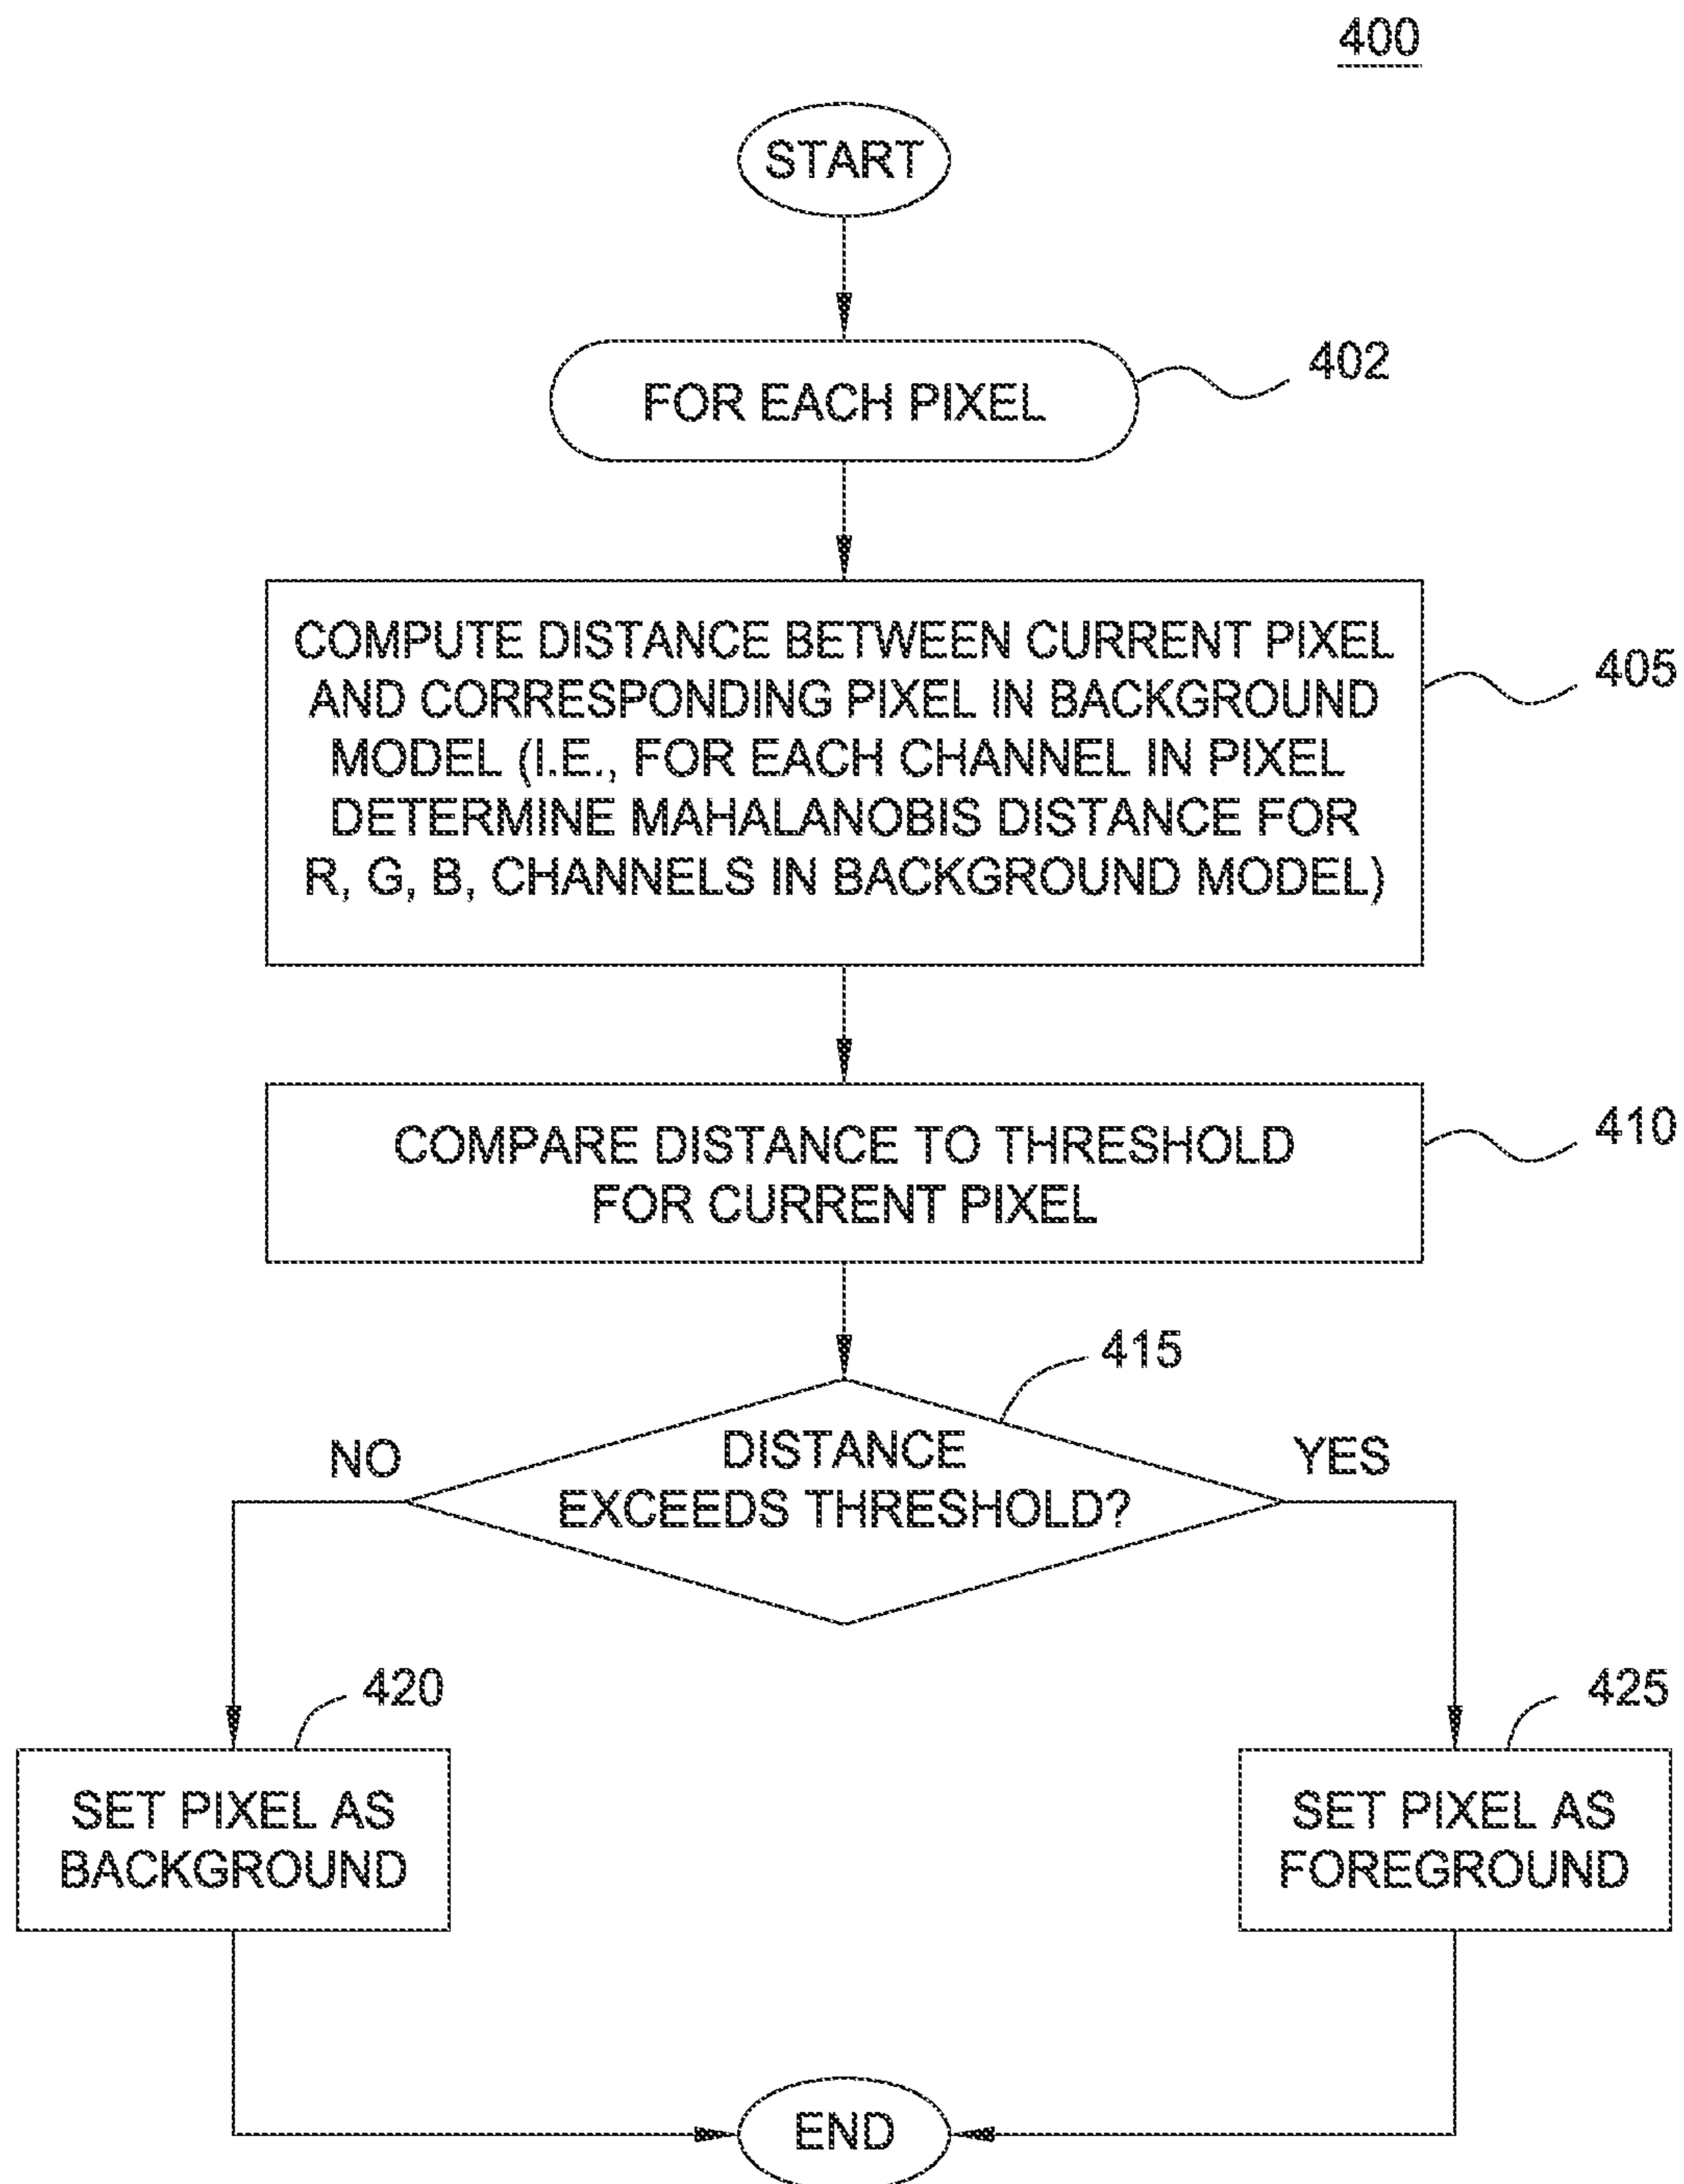 400
START
FOR EACH PIXEL
402
COMPUTE DISTANCE BETWEEN CURRENT PIXEL
AND CORRESPONDING PIXEL IN BACKGROUND
MODEL (I.E., FOR EACH CHANNEL IN PIXEL
DETERMINE MAHALANOBIS DISTANCE FOR
R, G, B, CHANNELS IN BACKGROUND MODEL)
405
COMPARE DISTANCE TO THRESHOLD
FOR CURRENT PIXEL
410
415
DISTANCE
EXCEEDS THRESHOLD?
NO
YES
420
SET PIXEL AS
BACKGROUND
425
SET PIXEL AS
FOREGROUND
END